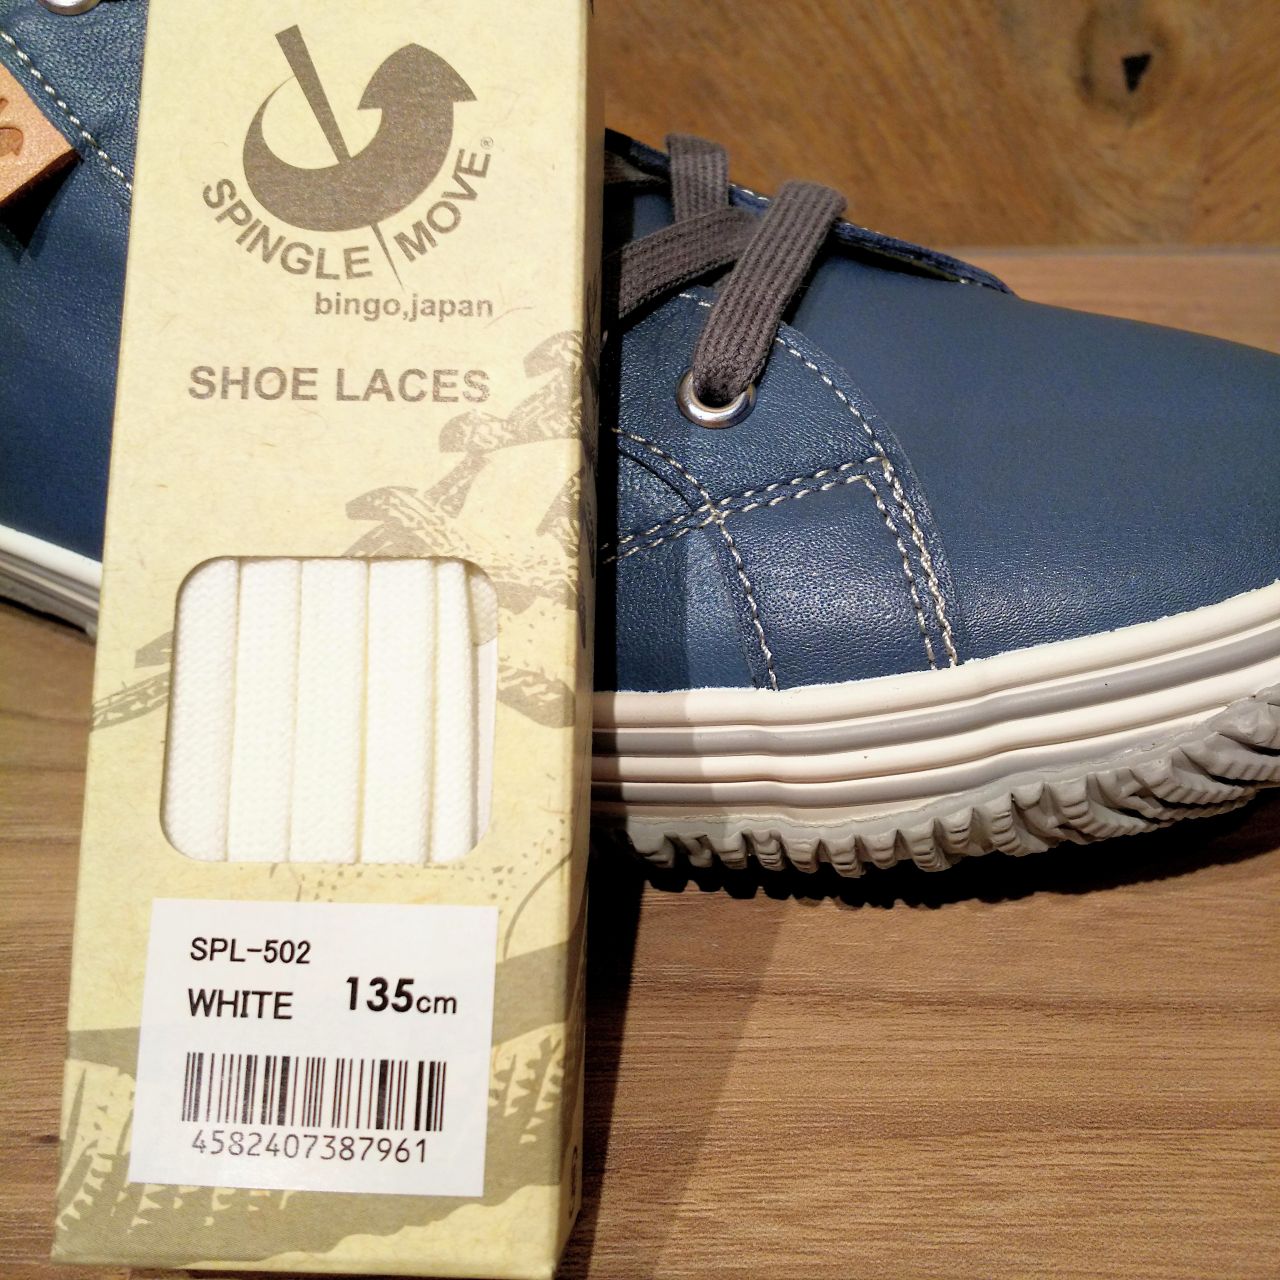 SPINGLE MOVE®
bingo,japan
SHOE LACES
SPL-502
WHITE 135cm
4582407387961